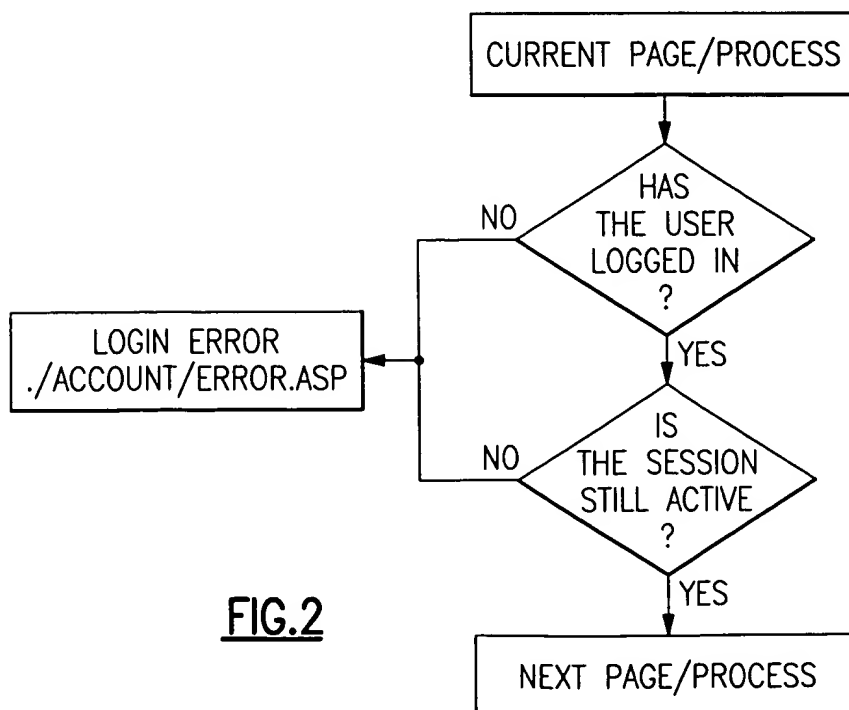 CURRENT PAGE/PROCESS
HAS
THE USER
LOGGED IN
?
NO
YES
LOGIN ERROR
./ACCOUNT/ERROR.ASP
IS
THE SESSION
STILL ACTIVE
?
NO
YES
NEXT PAGE/PROCESS
FIG.2